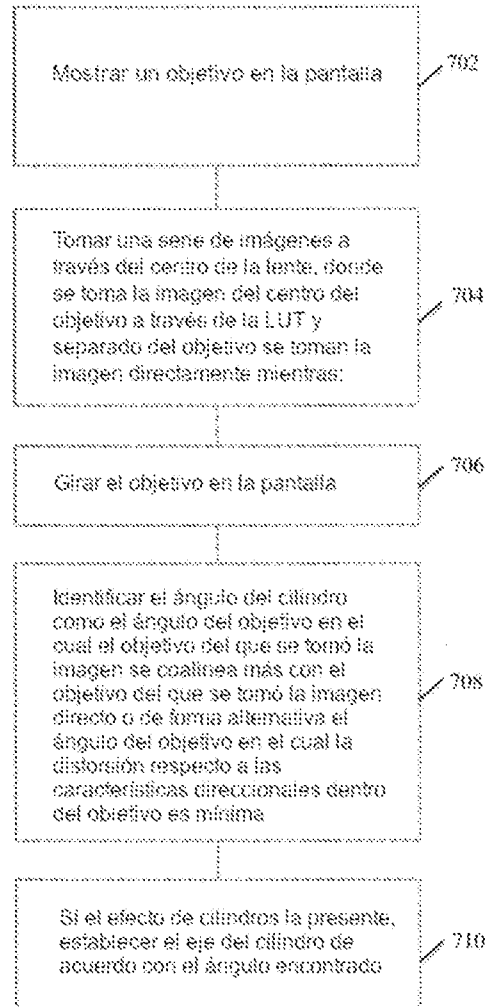 Mostrar un objetivo en la pantalla
702
Tomar una serie de imágenes a
través del centro de la lente, donde
se toma la imagen del centro del
objetivo a través de la LUT y
separado del objetivo se toman la
imagen directamente mientras:
704
Girar el objetivo en la pantalla
706
Identificar el ángulo del cilindro
como el ángulo del objetivo en el
cual el objetivo del que se tomó la
imagen se coalinea más con el
objetivo del que se tomó la imagen
directo o de forma alternativa el
ángulo del objetivo en el cual la
distorsión respecto a las
características direccionales dentro
del objetivo es mínima
708
Si el efecto de cilindros la presente,
establecer el eje del cilindro de
acuerdo con el ángulo encontrado
710